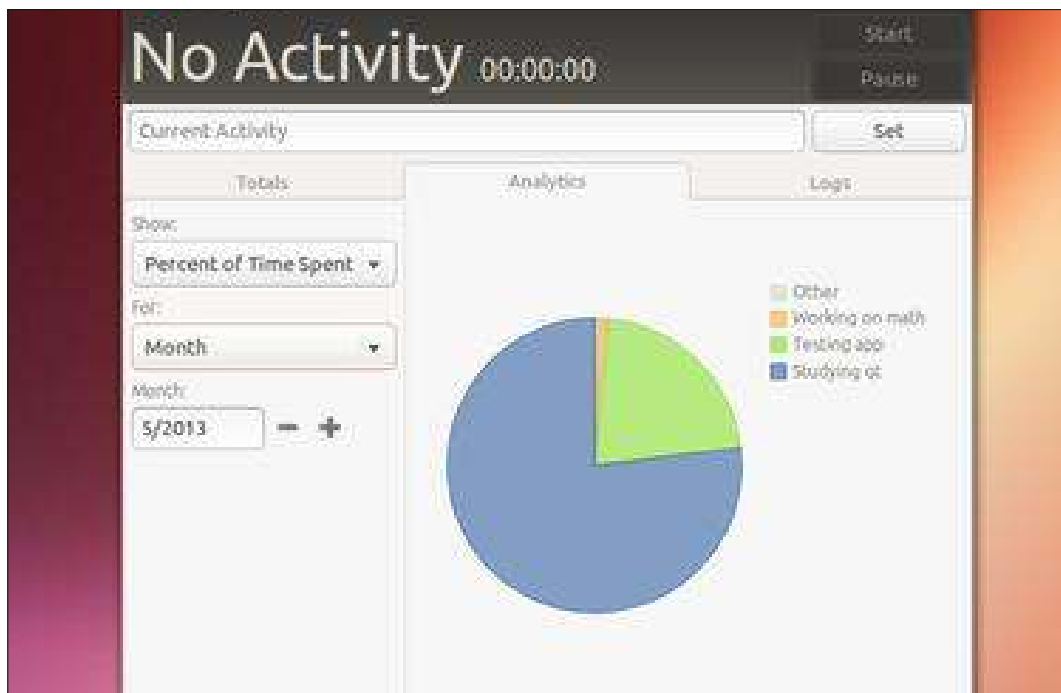 No Activity 00:00:00
Start
Pause
Current Activity
Set
Totals
Analytics
Logs
Show:
Percent of Time Spent
For:
Month
Month:
5/2013
Other
Working on math
Testing app
Studying qt